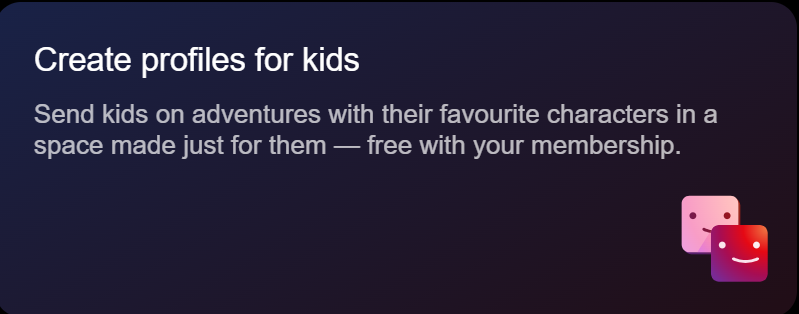 Create profiles for kids
Send kids on adventures with their favourite characters in a
space made just for them — free with your membership.